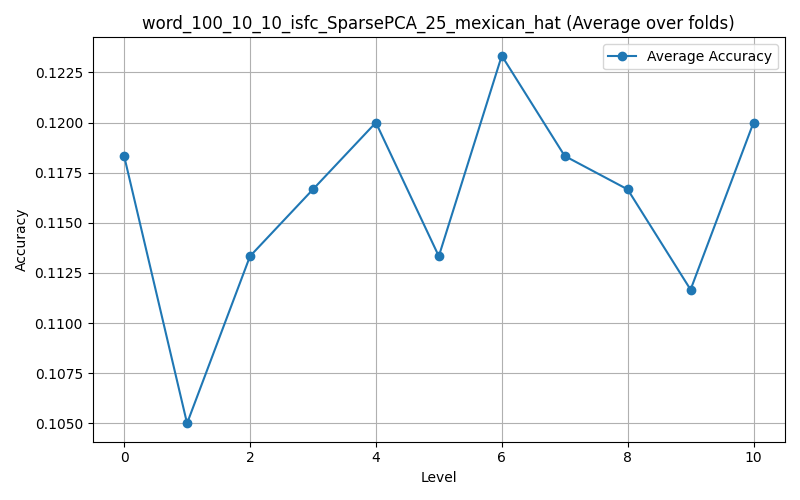 word_100_10_10_isfc_SparsePCA_25_mexican_hat (Average over folds)
Average Accuracy
0.1225
0.1200
0.1175
0.1150
0.1125
0.1100
0.1075
0.1050
Accuracy
0 2 4 6 8 10
Level